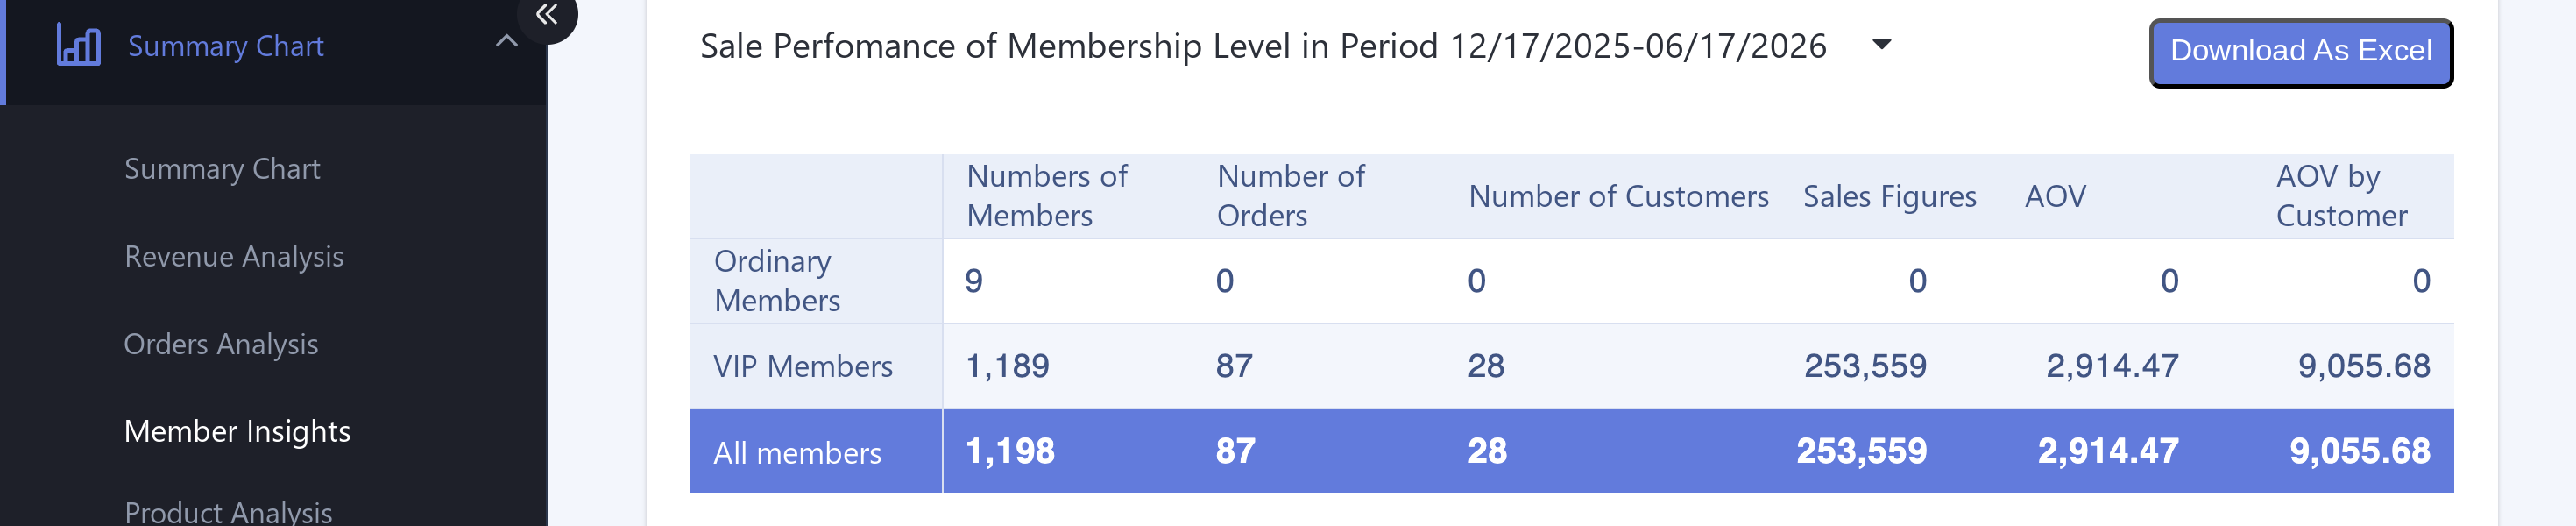 Summary Chart
Summary Chart
Revenue Analysis
Orders Analysis
Member Insights
Product Analysis
Sale Perfomance of Membership Level in Period 12/17/2025-06/17/2026
Download As Excel
Numbers of Members Number of Orders Number of Customers Sales Figures AOV AOV by Customer
Ordinary Members 9 0 0 0 0 0
VIP Members 1,189 87 28 253,559 2,914.47 9,055.68
All members 1,198 87 28 253,559 2,914.47 9,055.68